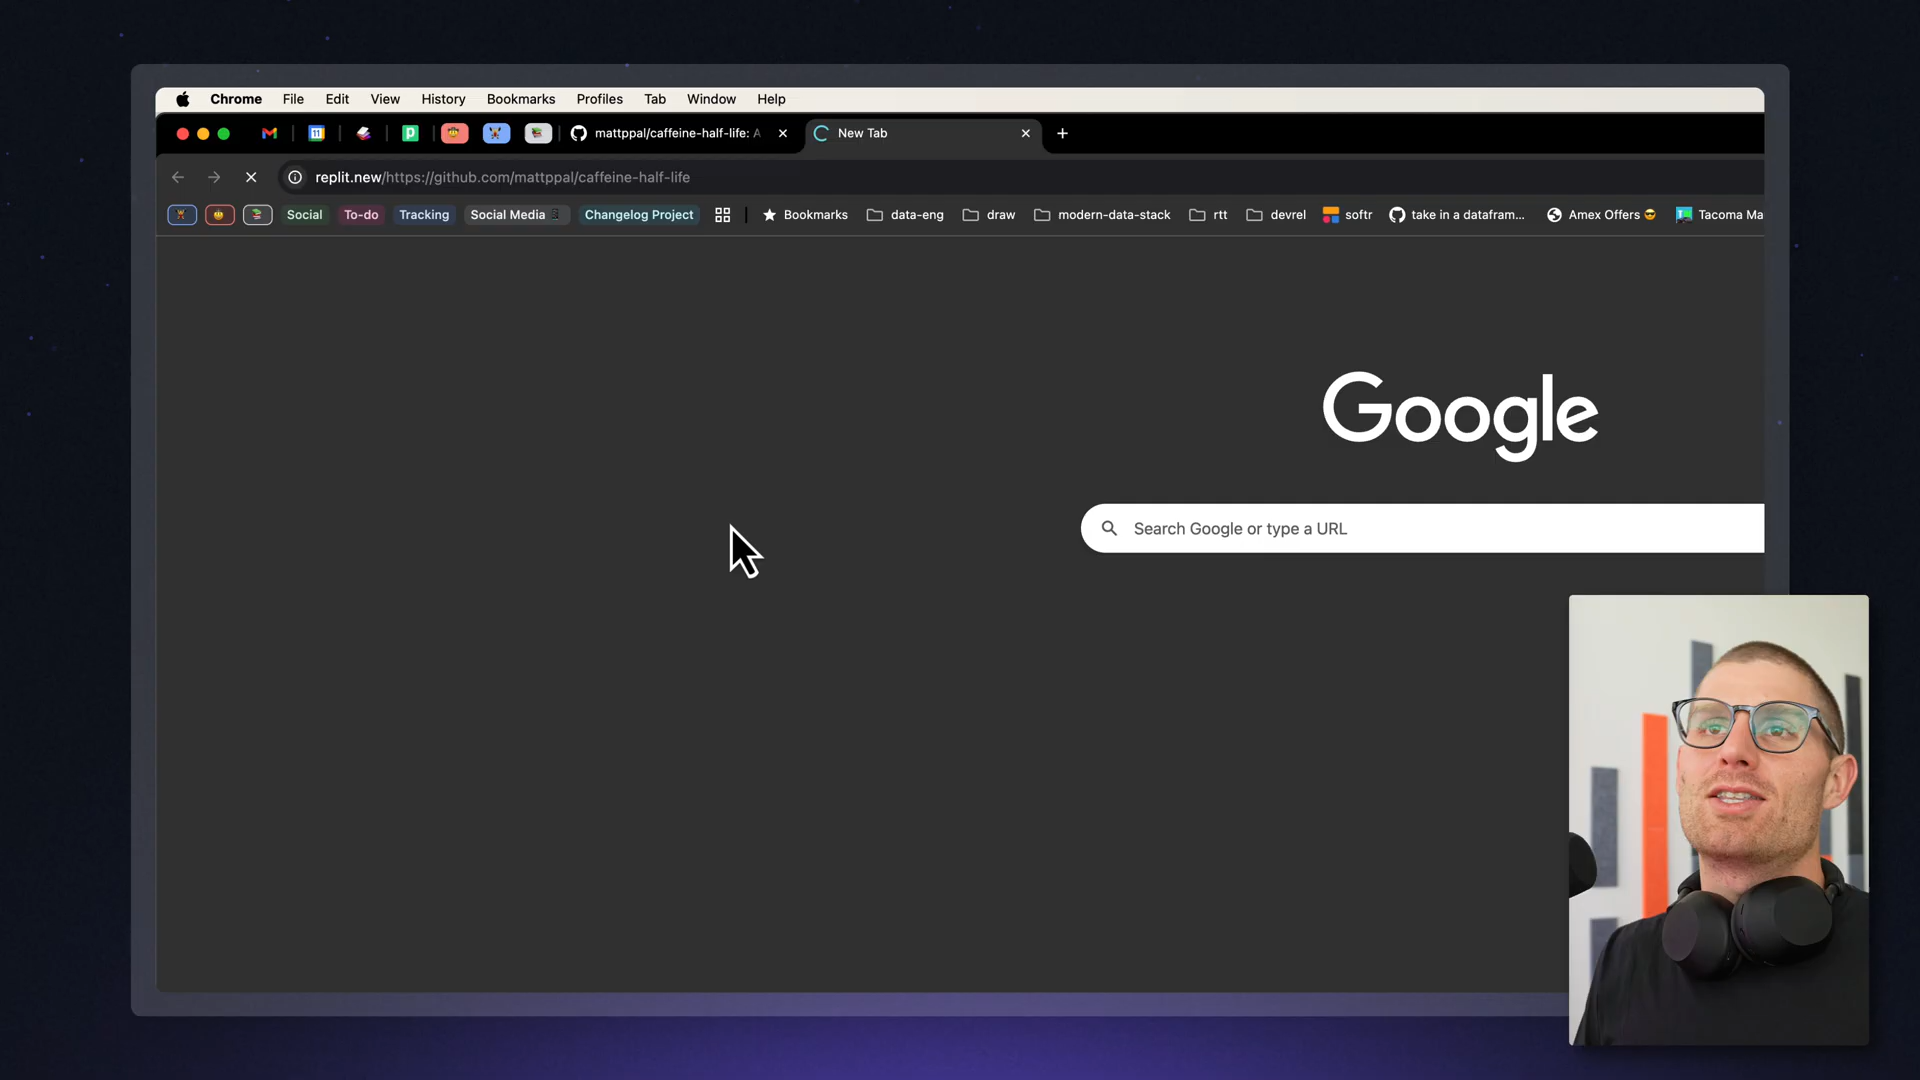 Chrome File Edit View History Bookmarks Profiles Tab Window Help
11 mattppal/caffeine-half-life: A New Tab
replit.new/https://github.com/mattppal/caffeine-half-life
Social To-do Tracking Social Media Changelog Project Bookmarks data-eng draw modern-data-stack rtt devrel softr take in a datafram... Amex Offers 😎 Tacoma Ma
Google
Search Google or type a URL